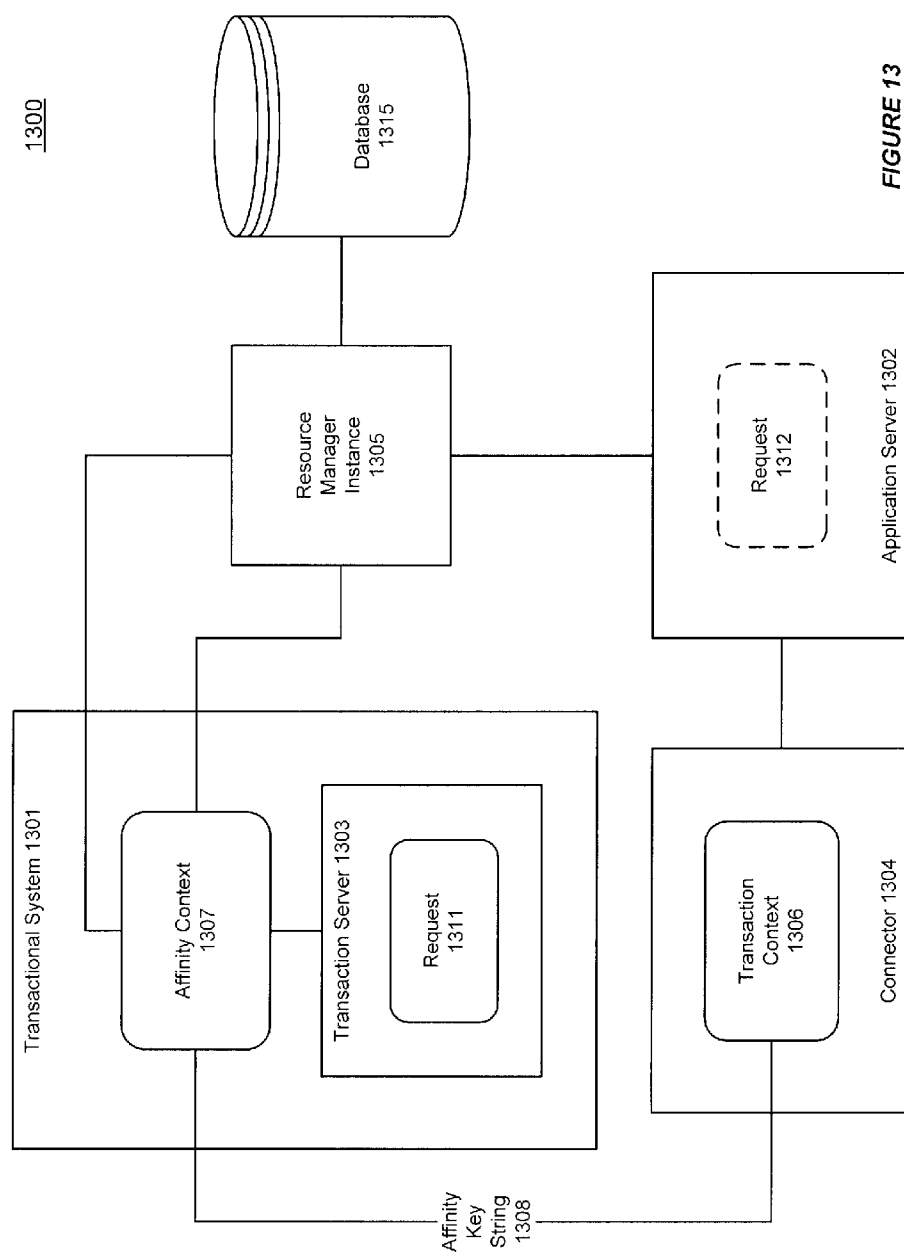 1300
Transactional System 1301
Affinity Context
1307
Transaction Server 1303
Request
1311
Resource
Manager
Instance
1305
Database
1315
Affinity
Key
String
1308
Transaction
Context
1306
Connector 1304
Request
1312
Application Server 1302
FIGURE 13